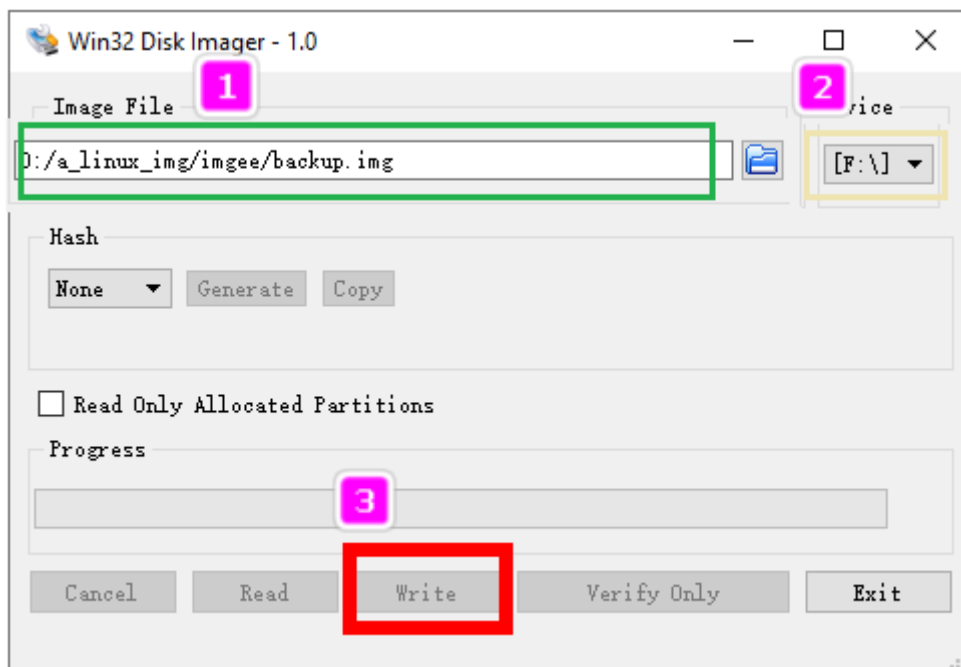 Win32 Disk Imager - 1.0
1
2
Image File
vice
:/a_linux_img/imgee/backup.img
[F:\]
Hash
None
Generate
Copy
Read Only Allocated Partitions
Progress
3
Cancel
Read
Write
Verify Only
Exit